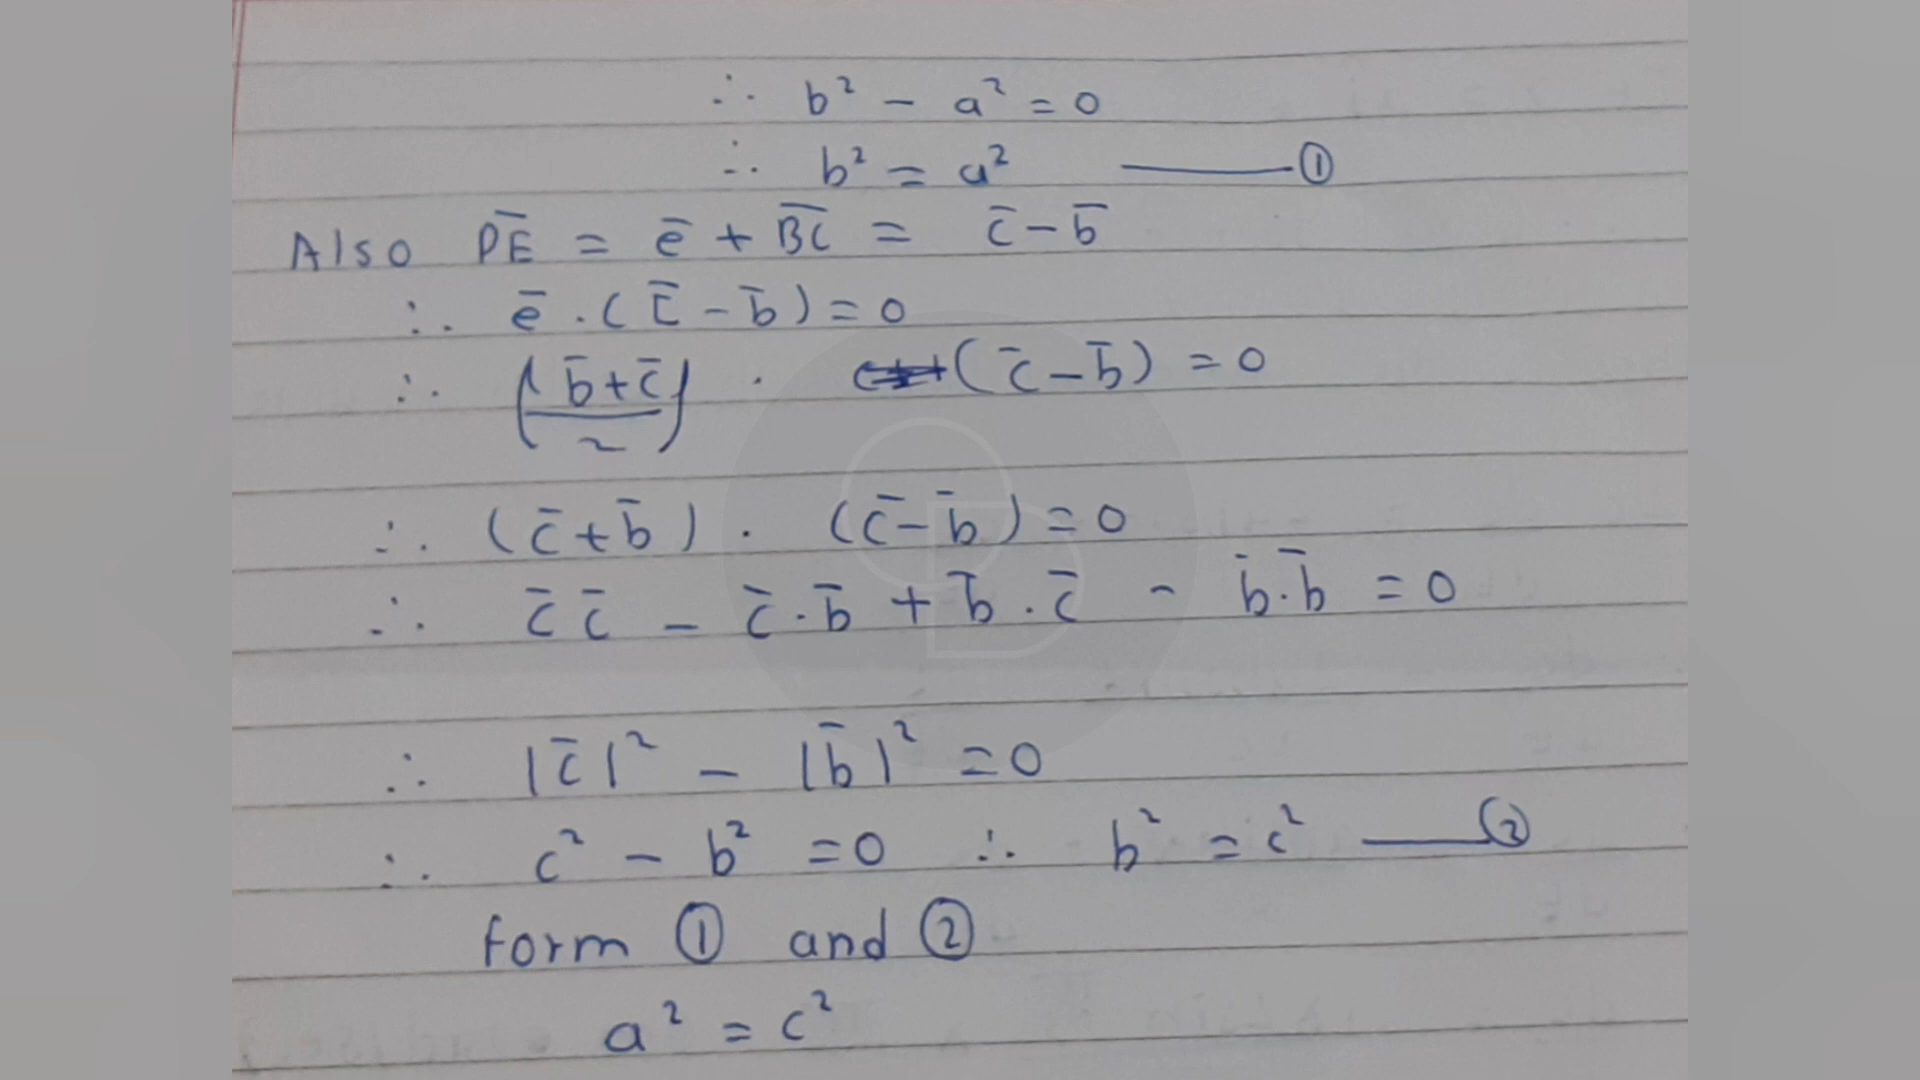 ∴ b² - a² = 0
∴ b² = a² ——— ①
Also P̅E̅ = e̅ + B̅C̅ = c̅ - b̅
∴ e̅ . ( c̅ - b̅ ) = 0
∴ ( b̅ + c̅ / 2 ) . ( c̅ - b̅ ) = 0
∴ ( c̅ + b̅ ) . ( c̅ - b̅ ) = 0
∴ c̅ c̅ - c̅ . b̅ + b̅ . c̅ - b̅ . b̅ = 0
∴ | c̅ |² - | b̅ |² = 0
∴ c² - b² = 0 ∴ b² = c² ——— ②
form ① and ②
a² = c²